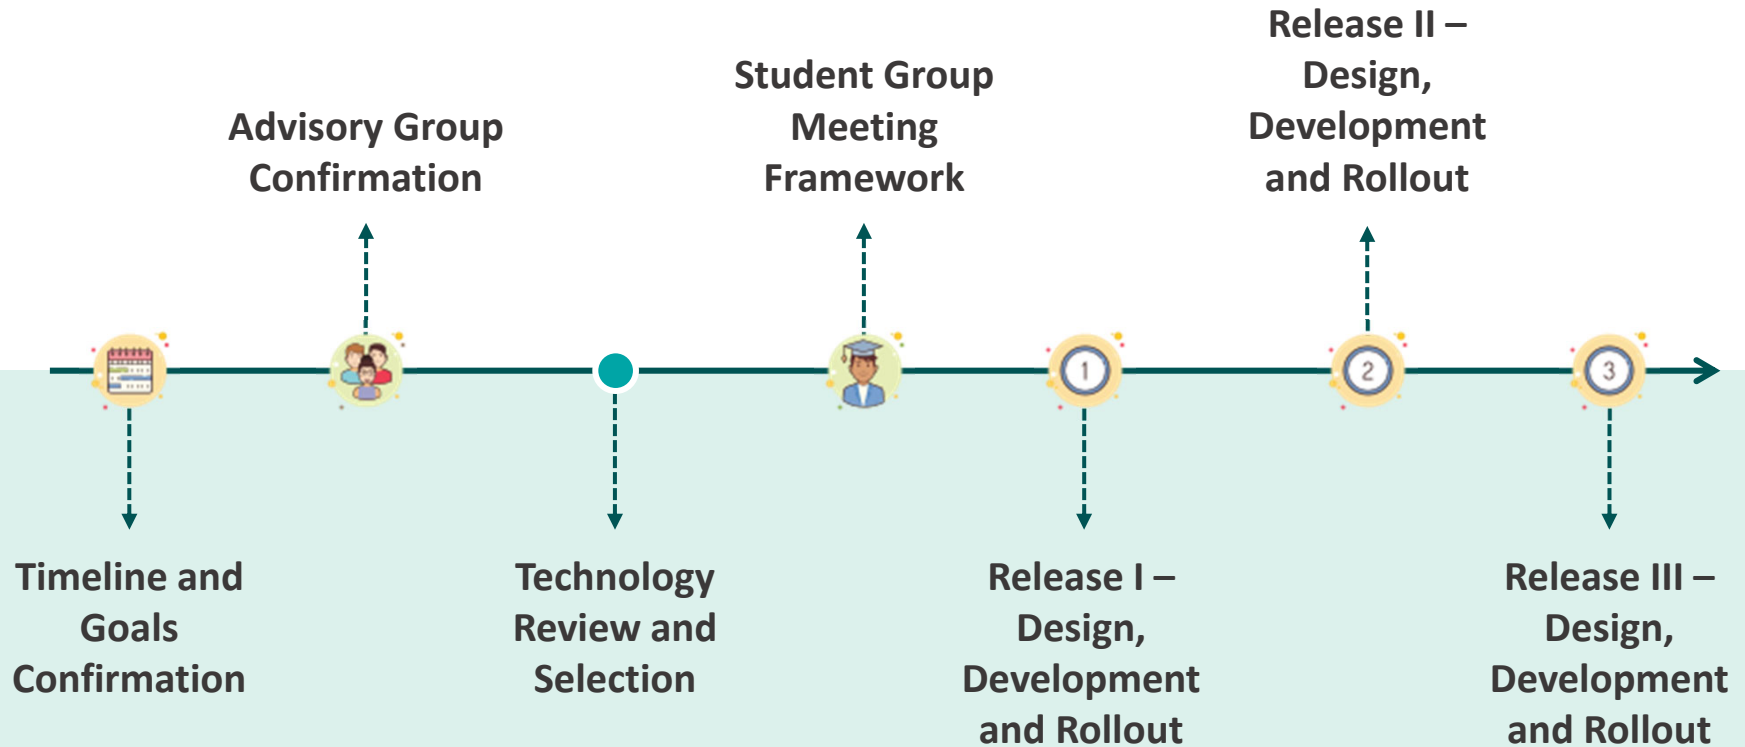 Timeline and
Goals
Confirmation
Advisory Group
Confirmation
Technology
Review and
Selection
Student Group
Meeting
Framework
1
Release I –
Design,
Development
and Rollout
Release II –
Design,
Development
and Rollout
2
3
Release III –
Design,
Development
and Rollout